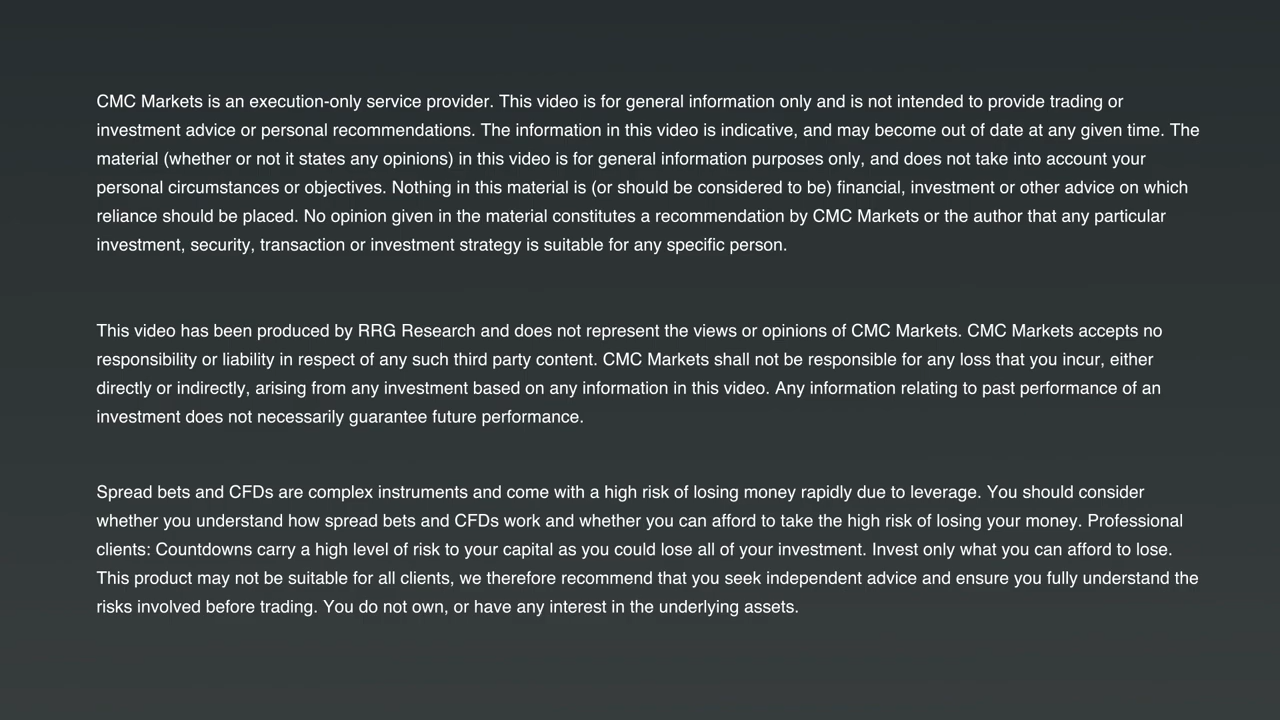 CMC Markets is an execution-only service provider. This video is for general information only and is not intended to provide trading or
investment advice or personal recommendations. The information in this video is indicative, and may become out of date at any given time. The
material (whether or not it states any opinions) in this video is for general information purposes only, and does not take into account your
personal circumstances or objectives. Nothing in this material is (or should be considered to be) financial, investment or other advice on which
reliance should be placed. No opinion given in the material constitutes a recommendation by CMC Markets or the author that any particular
investment, security, transaction or investment strategy is suitable for any specific person.
This video has been produced by RRG Research and does not represent the views or opinions of CMC Markets. CMC Markets accepts no
responsibility or liability in respect of any such third party content. CMC Markets shall not be responsible for any loss that you incur, either
directly or indirectly, arising from any investment based on any information in this video. Any information relating to past performance of an
investment does not necessarily guarantee future performance.
Spread bets and CFDs are complex instruments and come with a high risk of losing money rapidly due to leverage. You should consider
whether you understand how spread bets and CFDs work and whether you can afford to take the high risk of losing your money. Professional
clients: Countdowns carry a high level of risk to your capital as you could lose all of your investment. Invest only what you can afford to lose.
This product may not be suitable for all clients, we therefore recommend that you seek independent advice and ensure you fully understand the
risks involved before trading. You do not own, or have any interest in the underlying assets.